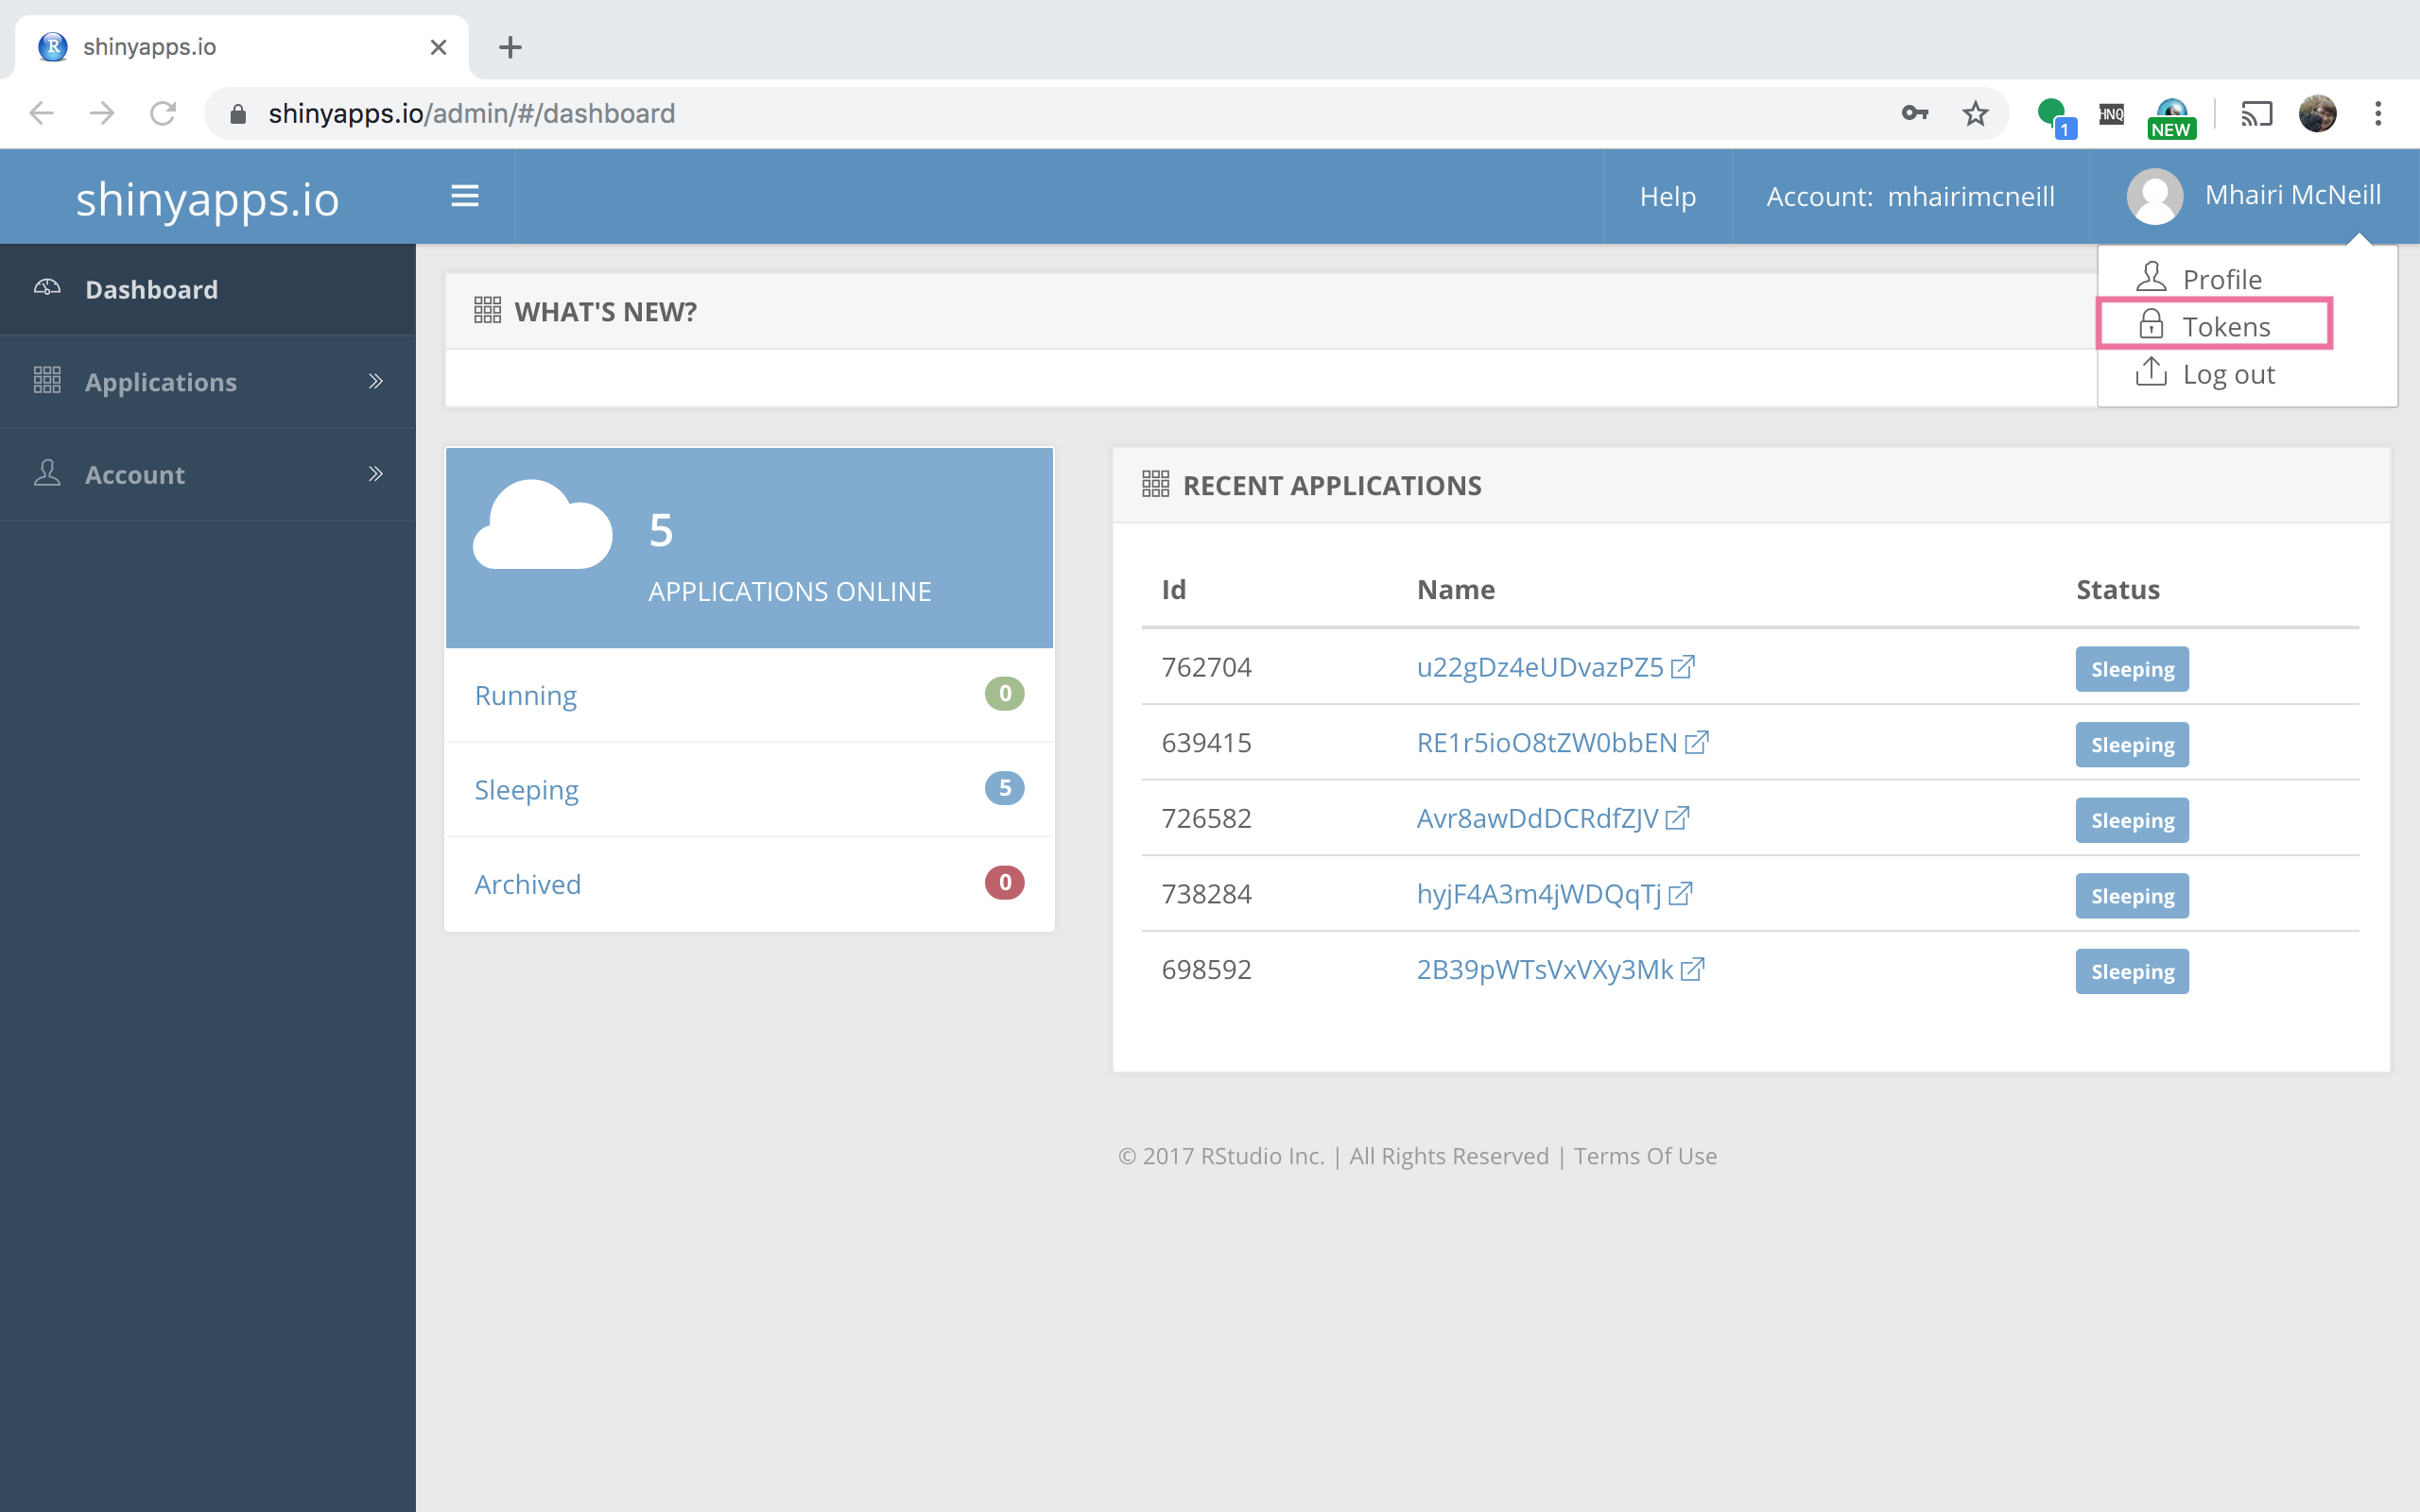 shinyapps.io
shinyapps.io/admin/#/dashboard
1
HNQ
NEW
shinyapps.io
Help
Account: mhairimcneill
Mhairi McNeill
Profile
Tokens
Log out
Dashboard
Applications
Account
WHAT'S NEW?
5
APPLICATIONS ONLINE
Running 0
Sleeping 5
Archived 0
RECENT APPLICATIONS
Id Name Status
762704 u22gDz4eUDvazPZ5 Sleeping
639415 RE1r5ioO8tZW0bbEN Sleeping
726582 Avr8awDdDCRdfZJV Sleeping
738284 hyjF4A3m4jWDQqTj Sleeping
698592 2B39pWTsVxVXy3Mk Sleeping
© 2017 RStudio Inc. | All Rights Reserved | Terms Of Use